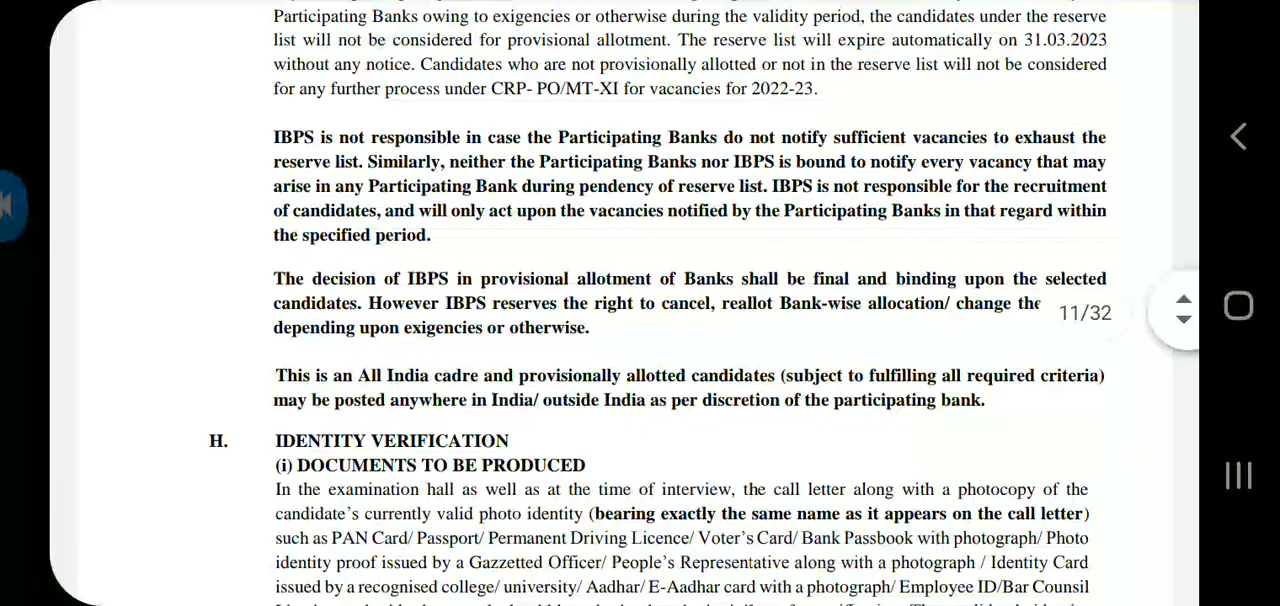 Participating Banks owing to exigencies or otherwise during the validity period, the candidates under the reserve
list will not be considered for provisional allotment. The reserve list will expire automatically on 31.03.2023
without any notice. Candidates who are not provisionally allotted or not in the reserve list will not be considered
for any further process under CRP- PO/MT-XI for vacancies for 2022-23.
IBPS is not responsible in case the Participating Banks do not notify sufficient vacancies to exhaust the
reserve list. Similarly, neither the Participating Banks nor IBPS is bound to notify every vacancy that may
arise in any Participating Bank during pendency of reserve list. IBPS is not responsible for the recruitment
of candidates, and will only act upon the vacancies notified by the Participating Banks in that regard within
the specified period.
The decision of IBPS in provisional allotment of Banks shall be final and binding upon the selected
candidates. However IBPS reserves the right to cancel, reallot Bank-wise allocation/ change the
11/32
depending upon exigencies or otherwise.
This is an All India cadre and provisionally allotted candidates (subject to fulfilling all required criteria)
may be posted anywhere in India/ outside India as per discretion of the participating bank.
H. IDENTITY VERIFICATION
(i) DOCUMENTS TO BE PRODUCED
In the examination hall as well as at the time of interview, the call letter along with a photocopy of the
candidate's currently valid photo identity (bearing exactly the same name as it appears on the call letter)
such as PAN Card/ Passport/ Permanent Driving Licence/ Voter's Card/ Bank Passbook with photograph/ Photo
identity proof issued by a Gazzetted Officer/ People's Representative along with a photograph / Identity Card
issued by a recognised college/ university/ Aadhar/ E-Aadhar card with a photograph/ Employee ID/Bar Counsil